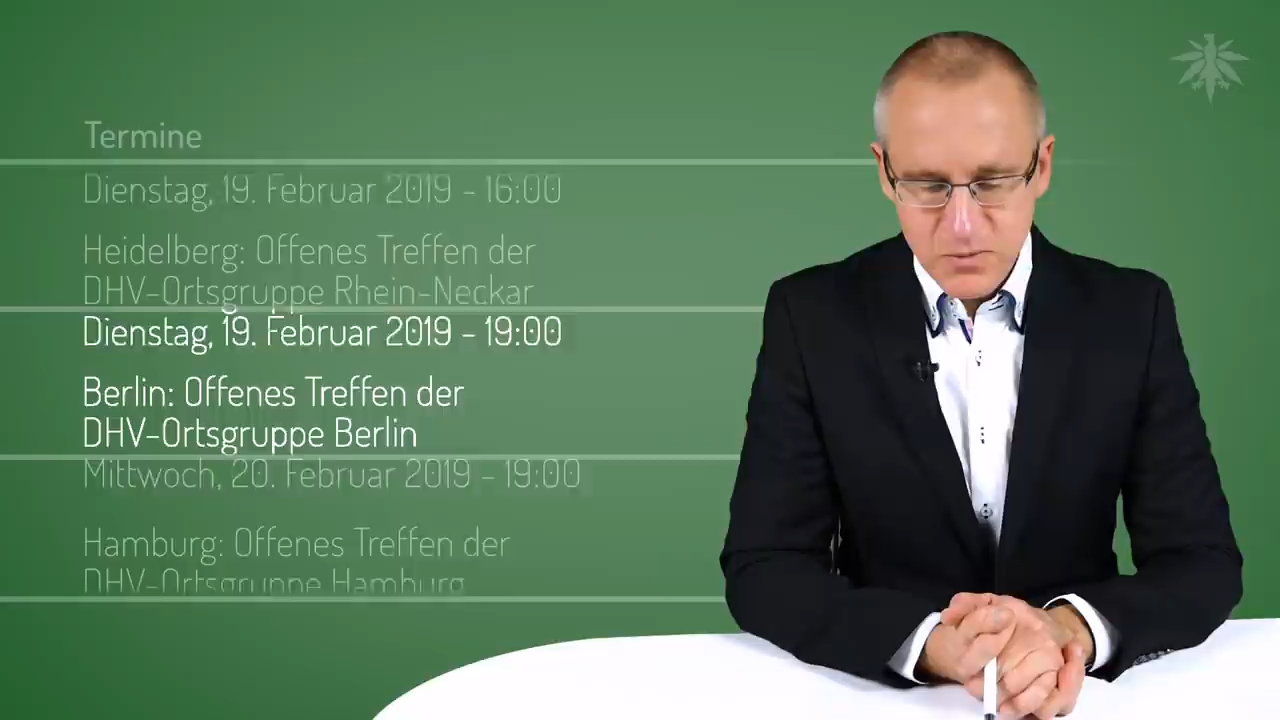 Termine
Dienstag, 19. Februar 2019 - 16:00
Heidelberg: Offenes Treffen der
DHV-Ortsgruppe Rhein-Neckar
Dienstag, 19. Februar 2019 - 19:00
Berlin: Offenes Treffen der
DHV-Ortsgruppe Berlin
Mittwoch, 20. Februar 2019 - 19:00
Hamburg: Offenes Treffen der
DHV-Ortsgruppe Hamburg